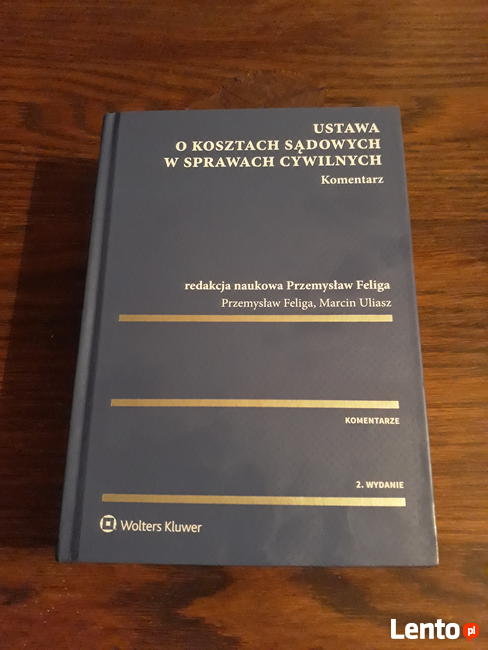 USTAWA
O KOSZTACH SĄDOWYCH
W SPRAWACH CYWILNYCH
Komentarz
redakcja naukowa Przemysław Feliga
Przemysław Feliga, Marcin Uliasz
KOMENTARZE
2. WYDANIE
Wolters Kluwer
Lento.pl